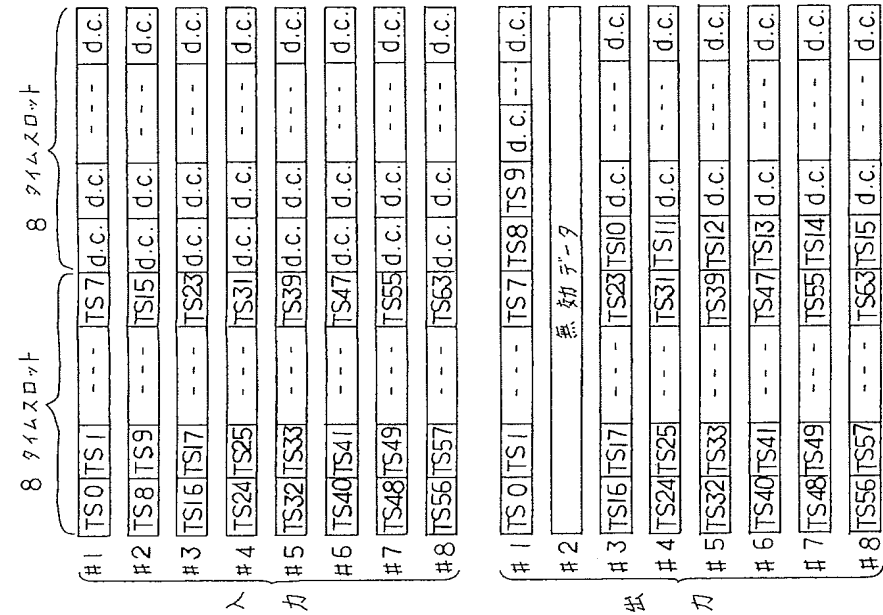 8 タイムスロット 8 タイムスロット
入力
#1 TS0 TS1 --- TS7 d.c. d.c. --- d.c.
#2 TS8 TS9 --- TS15 d.c. d.c. --- d.c.
#3 TS16 TS17 --- TS23 d.c. d.c. --- d.c.
#4 TS24 TS25 --- TS31 d.c. d.c. --- d.c.
#5 TS32 TS33 --- TS39 d.c. d.c. --- d.c.
#6 TS40 TS41 --- TS47 d.c. d.c. --- d.c.
#7 TS48 TS49 --- TS55 d.c. d.c. --- d.c.
#8 TS56 TS57 --- TS63 d.c. d.c. --- d.c.
出力
#1 TS0 TS1 --- TS7 TS8 TS9 d.c. --- d.c.
#2 無効データ
#3 TS16 TS17 --- TS23 TS10 d.c. --- d.c.
#4 TS24 TS25 --- TS31 TS11 d.c. --- d.c.
#5 TS32 TS33 --- TS39 TS12 d.c. --- d.c.
#6 TS40 TS41 --- TS47 TS13 d.c. --- d.c.
#7 TS48 TS49 --- TS55 TS14 d.c. --- d.c.
#8 TS56 TS57 --- TS63 TS15 d.c. --- d.c.